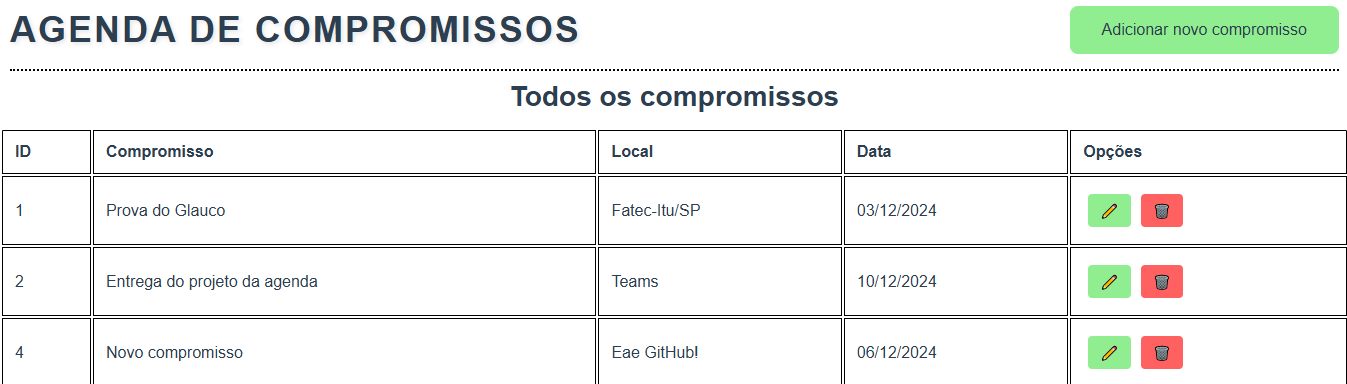 AGENDA DE COMPROMISSOS
Adicionar novo compromisso
Todos os compromissos
ID Compromisso Local Data Opções
1 Prova do Glauco Fatec-Itu/SP 03/12/2024
2 Entrega do projeto da agenda Teams 10/12/2024
4 Novo compromisso Eae GitHub! 06/12/2024